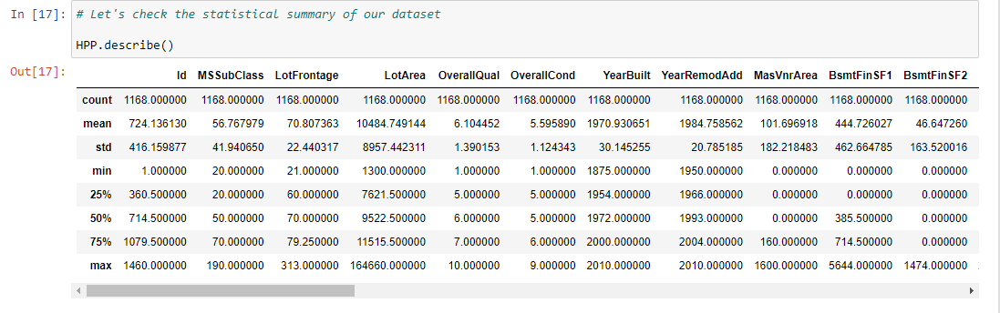 In [17]: # Let's check the statistical summary of our dataset
HPP.describe()
Out[17]:
Id MSSubClass LotFrontage LotArea OverallQual OverallCond YearBuilt YearRemodAdd MasVnrArea BsmtFinSF1 BsmtFinSF2
count 1168.000000 1168.000000 1168.000000 1168.000000 1168.000000 1168.000000 1168.000000 1168.000000 1168.000000 1168.000000 1168.000000
mean 724.136130 56.767979 70.807363 10484.749144 6.104452 5.595890 1970.930651 1984.758562 101.696918 444.726027 46.647260
std 416.159877 41.940650 22.440317 8957.442311 1.390153 1.124343 30.145255 20.785185 182.218483 462.664785 163.520016
min 1.000000 20.000000 21.000000 1300.000000 1.000000 1.000000 1875.000000 1950.000000 0.000000 0.000000 0.000000
25% 360.500000 20.000000 60.000000 7621.500000 5.000000 5.000000 1954.000000 1966.000000 0.000000 0.000000 0.000000
50% 714.500000 50.000000 70.000000 9522.500000 6.000000 5.000000 1972.000000 1993.000000 0.000000 385.500000 0.000000
75% 1079.500000 70.000000 79.250000 11515.500000 7.000000 6.000000 2000.000000 2004.000000 160.000000 714.500000 0.000000
max 1460.000000 190.000000 313.000000 164660.000000 10.000000 9.000000 2010.000000 2010.000000 1600.000000 5644.000000 1474.000000